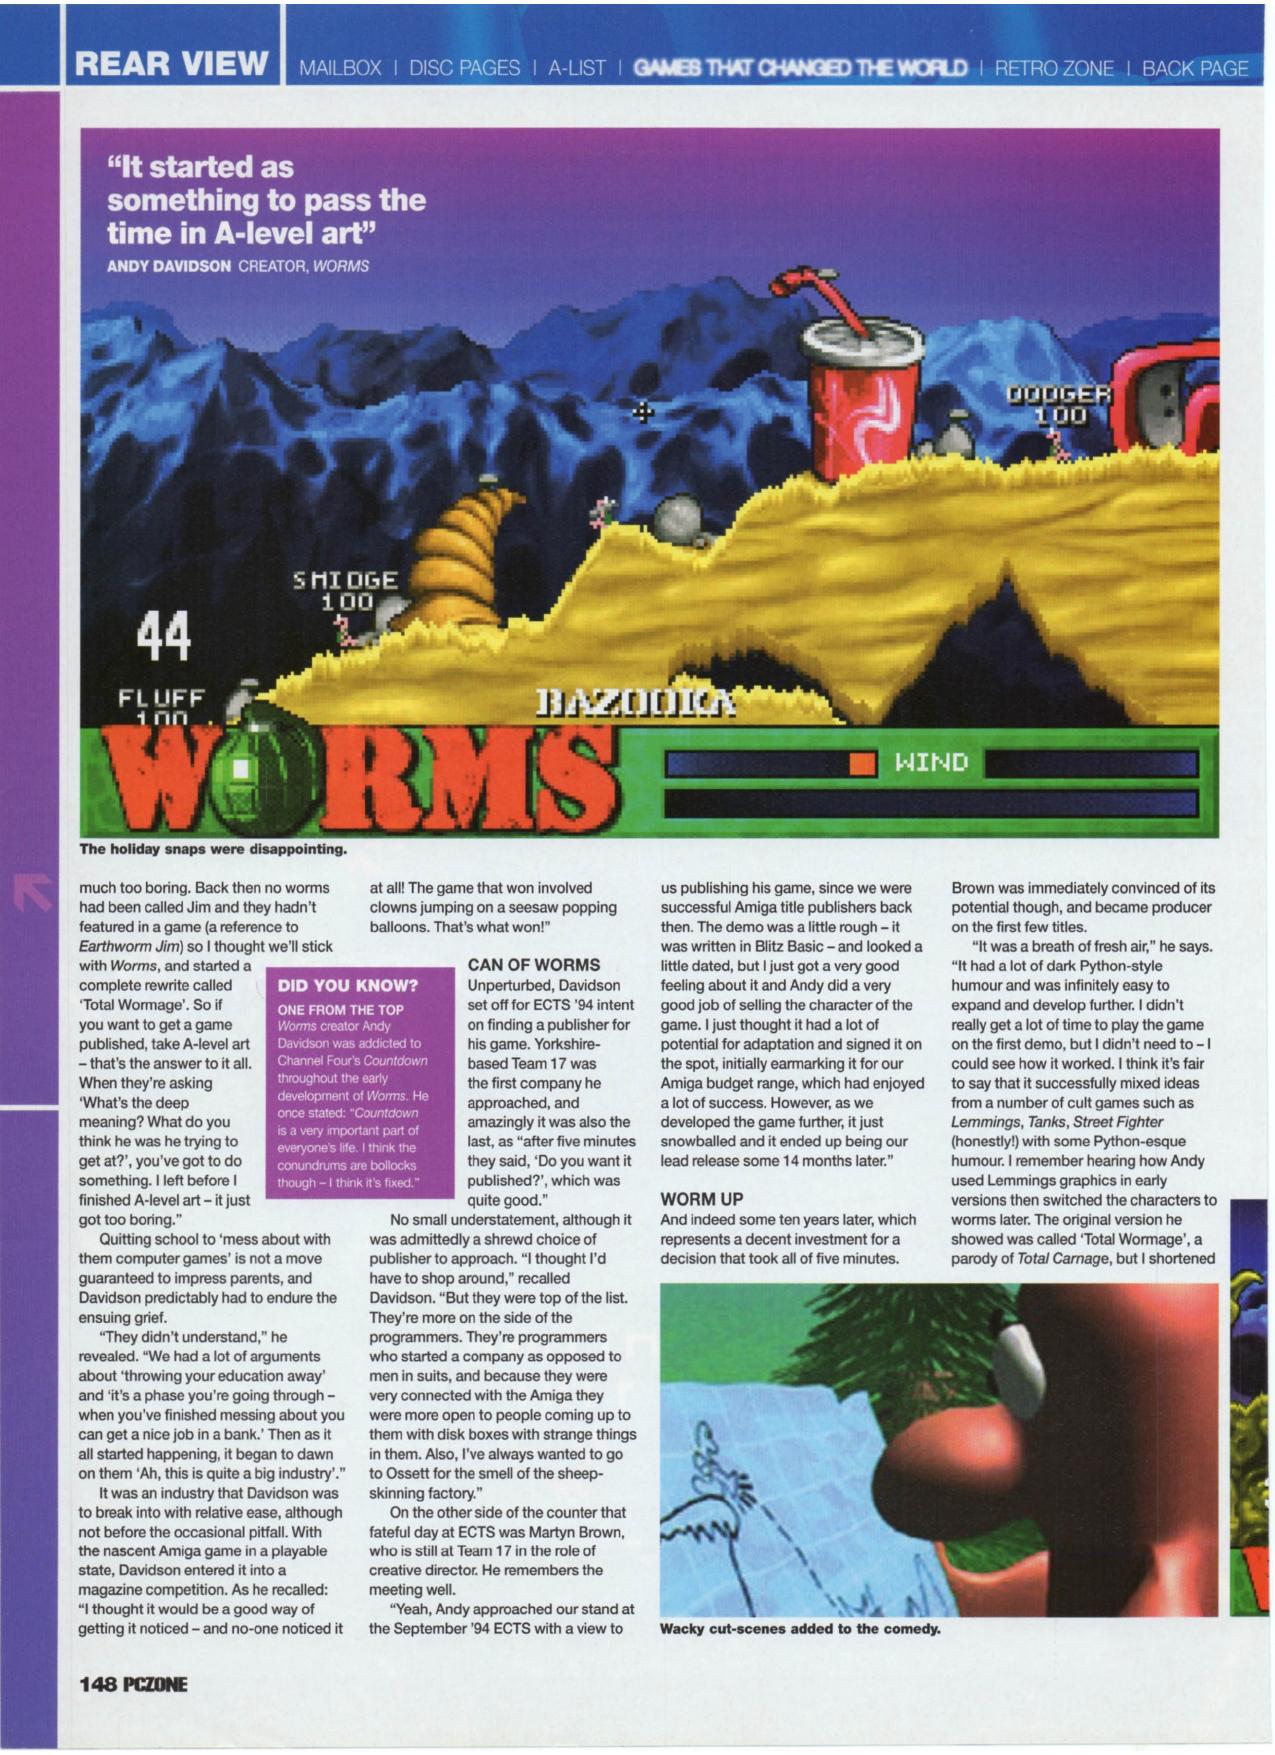 REAR VIEW
MAILBOX | DISC PAGES | A-LIST | GAMES THAT CHANGED THE WORLD | RETRO ZONE | BACK PAGE
“It started as
something to pass the
time in A-level art”
ANDY DAVIDSON CREATOR, WORMS
DODGER
100
SMIDGE
100
44
FLUFF
100
BAZOOKA
WORMS
WIND
The holiday snaps were disappointing.
much too boring. Back then no worms
had been called Jim and they hadn’t
featured in a game (a reference to
Earthworm Jim) so I thought we’ll stick
with Worms, and started a
complete rewrite called
‘Total Wormage’. So if
you want to get a game
published, take A-level art
– that’s the answer to it all.
When they’re asking
‘What’s the deep
meaning? What do you
think he was he trying to
get at?’, you’ve got to do
something. I left before I
finished A-level art – it just
got too boring.”
Quitting school to ‘mess about with
them computer games’ is not a move
guaranteed to impress parents, and
Davidson predictably had to endure the
ensuing grief.
“They didn’t understand,” he
revealed. “We had a lot of arguments
about ‘throwing your education away’
and ‘it’s a phase you’re going through –
when you’ve finished messing about you
can get a nice job in a bank.’ Then as it
all started happening, it began to dawn
on them ‘Ah, this is quite a big industry’.”
It was an industry that Davidson was
to break into with relative ease, although
not before the occasional pitfall. With
the nascent Amiga game in a playable
state, Davidson entered it into a
magazine competition. As he recalled:
“I thought it would be a good way of
getting it noticed – and no-one noticed it
at all! The game that won involved
clowns jumping on a seesaw popping
balloons. That’s what won!”
DID YOU KNOW?
ONE FROM THE TOP
Worms creator Andy
Davidson was addicted to
Channel Four’s Countdown
throughout the early
development of Worms. He
once stated: “Countdown
is a very important part of
everyone’s life. I think the
conundrums are bollocks
though – I think it’s fixed.”
CAN OF WORMS
Unperturbed, Davidson
set off for ECTS ’94 intent
on finding a publisher for
his game. Yorkshire-
based Team 17 was
the first company he
approached, and
amazingly it was also the
last, as “after five minutes
they said, ‘Do you want it
published?’, which was
quite good.”
No small understatement, although it
was admittedly a shrewd choice of
publisher to approach. “I thought I’d
have to shop around,” recalled
Davidson. “But they were top of the list.
They’re more on the side of the
programmers. They’re programmers
who started a company as opposed to
men in suits, and because they were
very connected with the Amiga they
were more open to people coming up to
them with disk boxes with strange things
in them. Also, I’ve always wanted to go
to Ossett for the smell of the sheep-
skinning factory.”
On the other side of the counter that
fateful day at ECTS was Martyn Brown,
who is still at Team 17 in the role of
creative director. He remembers the
meeting well.
“Yeah, Andy approached our stand at
the September ’94 ECTS with a view to
us publishing his game, since we were
successful Amiga title publishers back
then. The demo was a little rough – it
was written in Blitz Basic – and looked a
little dated, but I just got a very good
feeling about it and Andy did a very
good job of selling the character of the
game. I just thought it had a lot of
potential for adaptation and signed it on
the spot, initially earmarking it for our
Amiga budget range, which had enjoyed
a lot of success. However, as we
developed the game further, it just
snowballed and it ended up being our
lead release some 14 months later.”
WORM UP
And indeed some ten years later, which
represents a decent investment for a
decision that took all of five minutes.
Brown was immediately convinced of its
potential though, and became producer
on the first few titles.
“It was a breath of fresh air,” he says.
“It had a lot of dark Python-style
humour and was infinitely easy to
expand and develop further. I didn’t
really get a lot of time to play the game
on the first demo, but I didn’t need to – I
could see how it worked. I think it’s fair
to say that it successfully mixed ideas
from a number of cult games such as
Lemmings, Tanks, Street Fighter
(honestly!) with some Python-esque
humour. I remember hearing how Andy
used Lemmings graphics in early
versions then switched the characters to
worms later. The original version he
showed was called ‘Total Wormage’, a
parody of Total Carnage, but I shortened
Wacky cut-scenes added to the comedy.
148 PCZONE